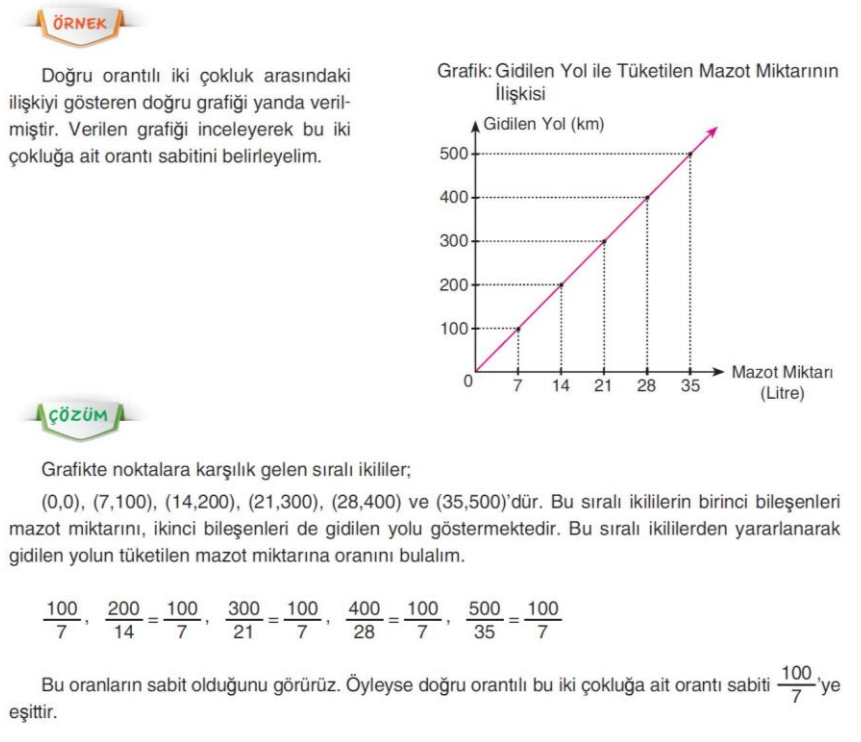 ÖRNEK
Doğru orantılı iki çokluk arasındaki
ilişkiyi gösteren doğru grafiği yanda veril-
miştir. Verilen grafiği inceleyerek bu iki
çokluğa ait orantı sabitini belirleyelim.
Grafik: Gidilen Yol ile Tüketilen Mazot Miktarının
İlişkisi
Gidilen Yol (km)
500
400
300
200
100
0
7 14 21 28 35
Mazot Miktarı
(Litre)
ÇÖZÜM
Grafikte noktalara karşılık gelen sıralı ikililer;
(0,0), (7,100), (14,200), (21,300), (28,400) ve (35,500)'dür. Bu sıralı ikililerin birinci bileşenleri
mazot miktarını, ikinci bileşenleri de gidilen yolu göstermektedir. Bu sıralı ikililerden yararlanarak
gidilen yolun tüketilen mazot miktarına oranını bulalım.
100/7, 200/14 = 100/7, 300/21 = 100/7, 400/28 = 100/7, 500/35 = 100/7
Bu oranların sabit olduğunu görürüz. Öyleyse doğru orantılı bu iki çokluğa ait orantı sabiti 100/7'ye
eşittir.